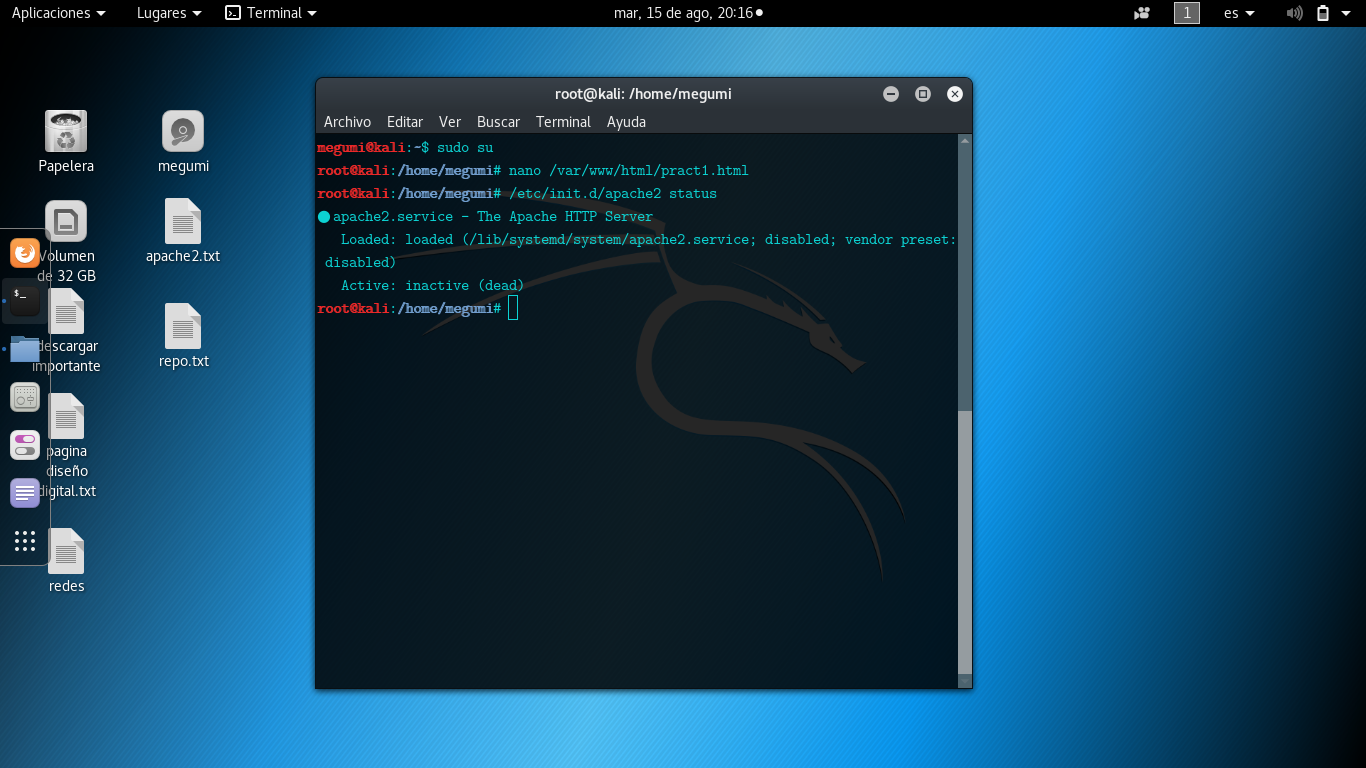 Aplicaciones Lugares Terminal mar, 15 de ago, 20:16 1 es
root@kali: /home/megumi
Archivo Editar Ver Buscar Terminal Ayuda
megumi@kali:~$ sudo su
root@kali:/home/megumi# nano /var/www/html/pract1.html
root@kali:/home/megumi# /etc/init.d/apache2 status
● apache2.service - The Apache HTTP Server
Loaded: loaded (/lib/systemd/system/apache2.service; disabled; vendor preset:
disabled)
Active: inactive (dead)
root@kali:/home/megumi#
Papelera
megumi
Volumen
de 32 GB
apache2.txt
$_
descargar
importante
repo.txt
pagina
diseño
digital.txt
redes